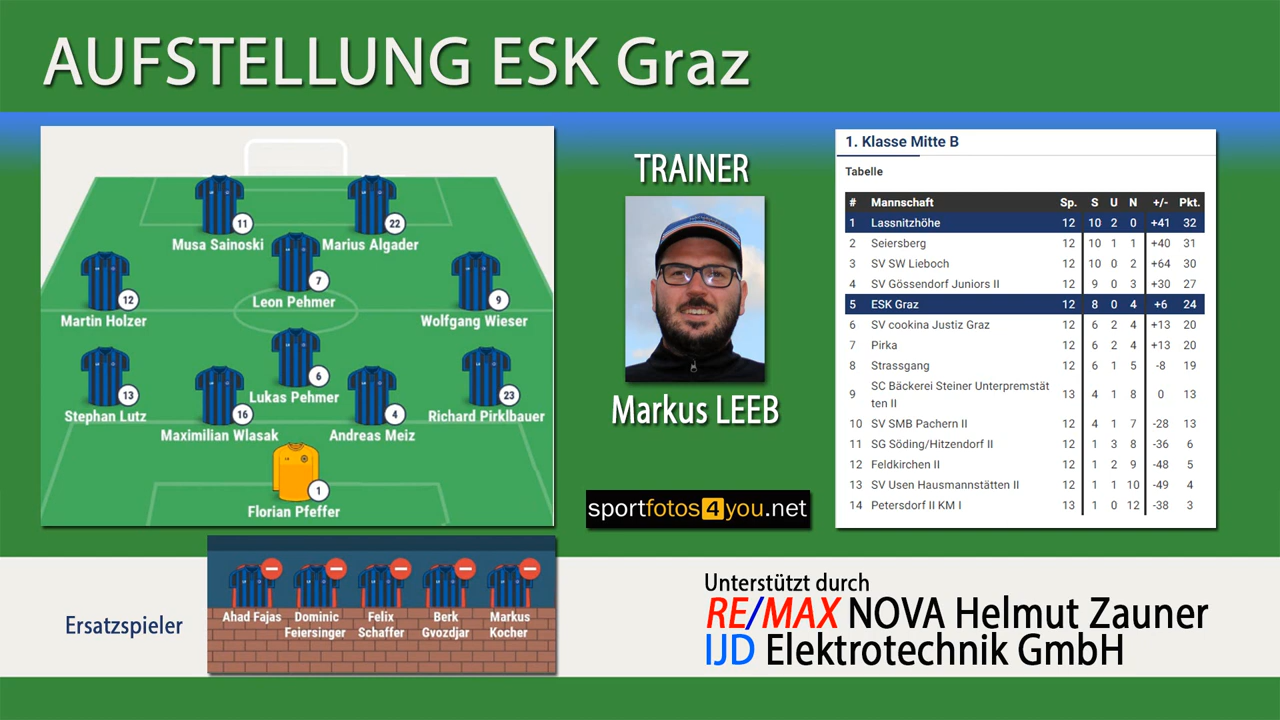 AUFSTELLUNG ESK Graz
11
Musa Sainoski
22
Marius Algader
7
Leon Pehmer
12
Martin Holzer
9
Wolfgang Wieser
6
Lukas Pehmer
13
Stephan Lutz
16
Maximilian Wlasak
4
Andreas Meiz
23
Richard Pirklbauer
1
Florian Pfeffer
TRAINER
Markus LEEB
sportfotos4you.net
1. Klasse Mitte B
Tabelle
# Mannschaft Sp. S U N +/- Pkt.
1 Lassnitzhöhe 12 10 2 0 +41 32
2 Seiersberg 12 10 1 1 +40 31
3 SV SW Lieboch 12 10 0 2 +64 30
4 SV Gössendorf Juniors II 12 9 0 3 +30 27
5 ESK Graz 12 8 0 4 +6 24
6 SV cookina Justiz Graz 12 6 2 4 +13 20
7 Pirka 12 6 2 4 +13 20
8 Strassgang 12 6 1 5 -8 19
9 SC Bäckerei Steiner Unterpremstät 13 4 1 8 0 13
ten II
10 SV SMB Pachern II 12 4 1 7 -28 13
11 SG Söding/Hitzendorf II 12 1 3 8 -36 6
12 Feldkirchen II 12 1 2 9 -48 5
13 SV Usen Hausmannstätten II 12 1 1 10 -49 4
14 Petersdorf II KM I 13 1 0 12 -38 3
Ersatzspieler
Ahad Fajas
Dominic
Feiersinger
Felix
Schaffer
Berk
Gvozdjar
Markus
Kocher
Unterstützt durch
RE/MAX NOVA Helmut Zauner
IJD Elektrotechnik GmbH